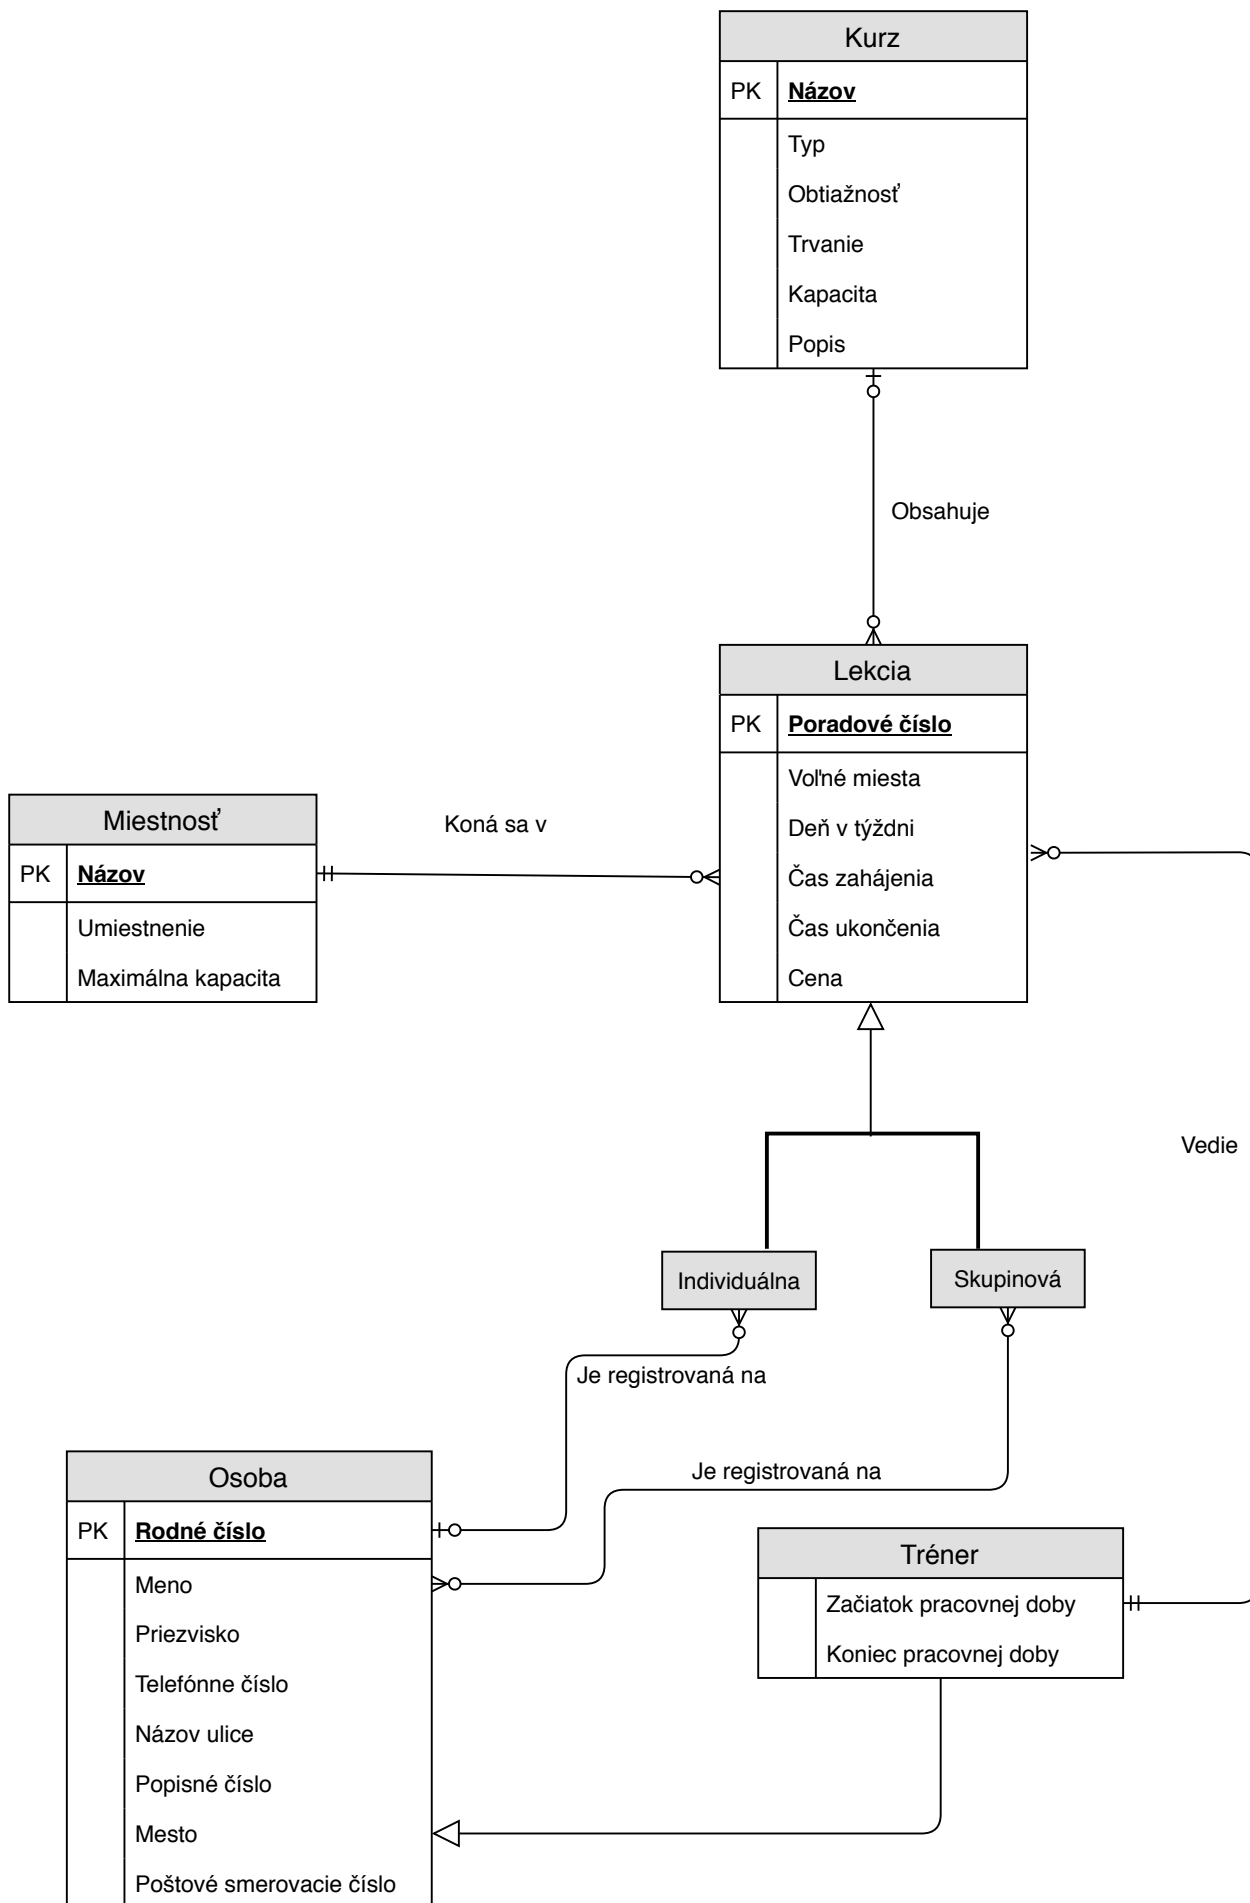 Kurz
PK Názov
Typ
Obtiažnosť
Trvanie
Kapacita
Popis
Obsahuje
Lekcia
PK Poradové číslo
Voľné miesta
Deň v týždni
Čas zahájenia
Čas ukončenia
Cena
Miestnosť
PK Názov
Umiestnenie
Maximálna kapacita
Koná sa v
Vedie
Individuálna
Skupinová
Je registrovaná na
Je registrovaná na
Osoba
PK Rodné číslo
Meno
Priezvisko
Telefónne číslo
Názov ulice
Popisné číslo
Mesto
Poštové smerovacie číslo
Tréner
Začiatok pracovnej doby
Koniec pracovnej doby